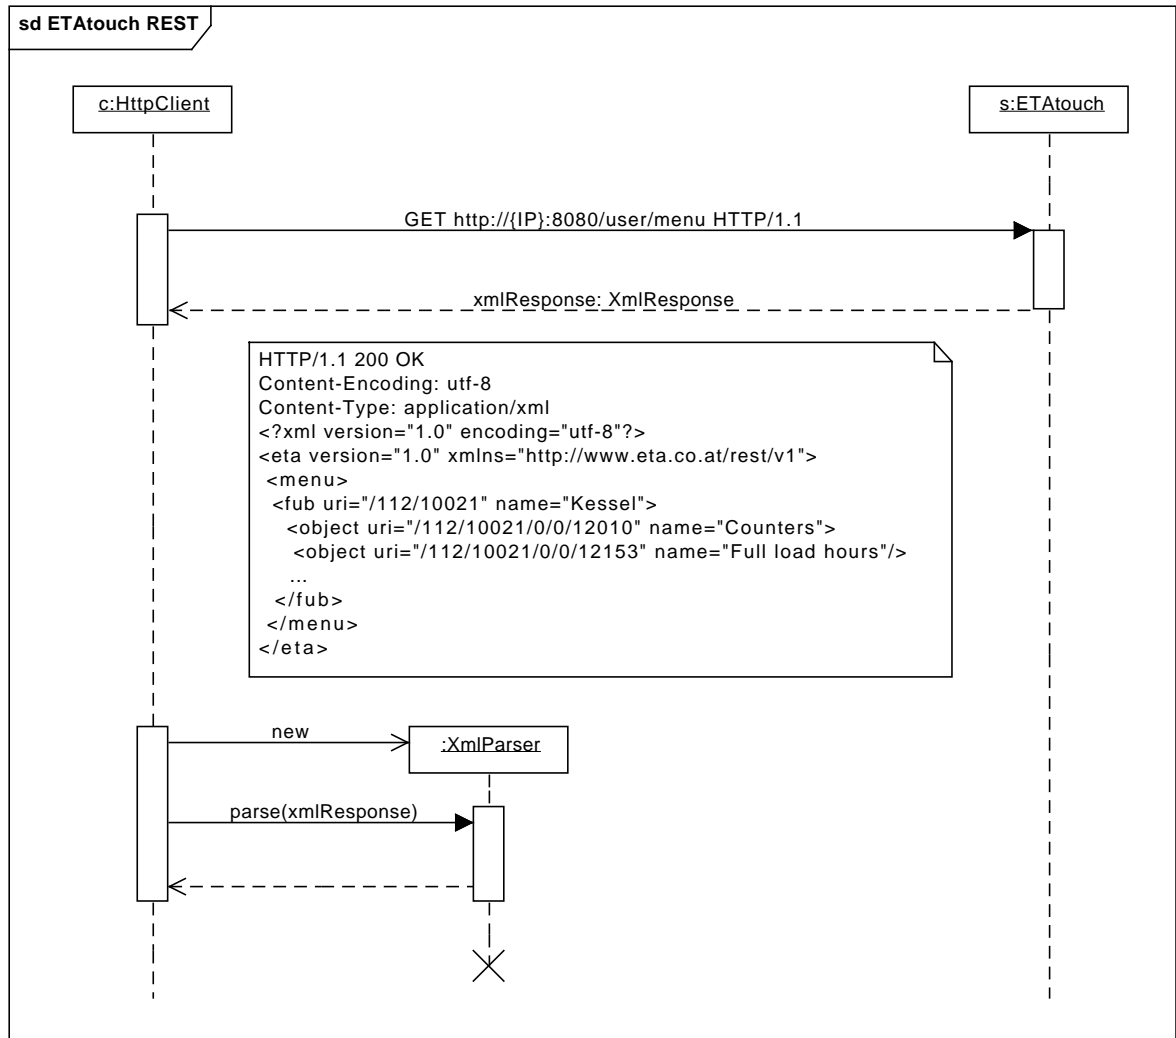 sd ETAtouch REST
c:HttpClient
s:ETAtouch
GET http://{IP}:8080/user/menu HTTP/1.1
xmlResponse: XmlResponse
HTTP/1.1 200 OK
Content-Encoding: utf-8
Content-Type: application/xml
<?xml version="1.0" encoding="utf-8"?>
<eta version="1.0" xmlns="http://www.eta.co.at/rest/v1">
<menu>
<fub uri="/112/10021" name="Kessel">
<object uri="/112/10021/0/0/12010" name="Counters">
<object uri="/112/10021/0/0/12153" name="Full load hours"/>
...
</fub>
</menu>
</eta>
new
:XmlParser
parse(xmlResponse)